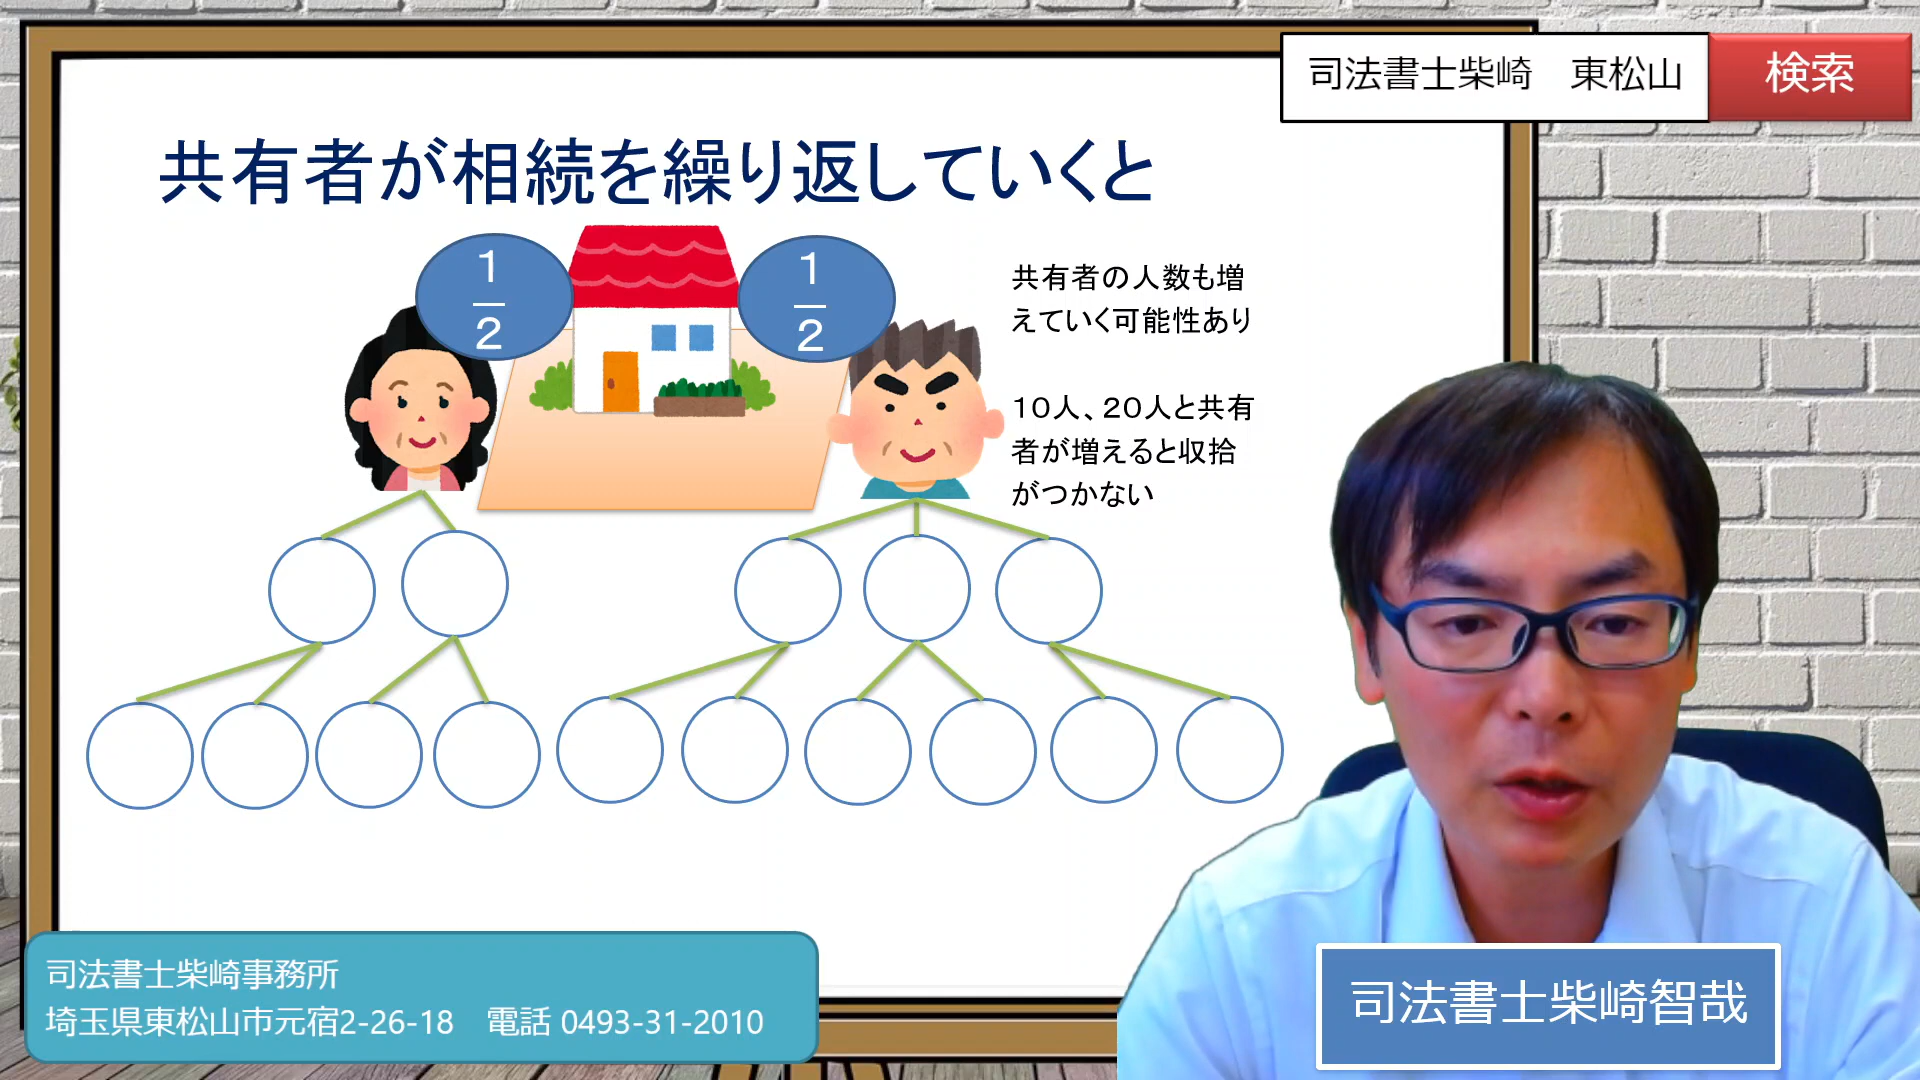 司法書士柴崎　東松山
検索
共有者が相続を繰り返していくと
1
2
1
2
共有者の人数も増
えていく可能性あり
１０人、２０人と共有
者が増えると収拾
がつかない
司法書士柴崎事務所
埼玉県東松山市元宿2-26-18　電話 0493-31-2010
司法書士柴崎智哉